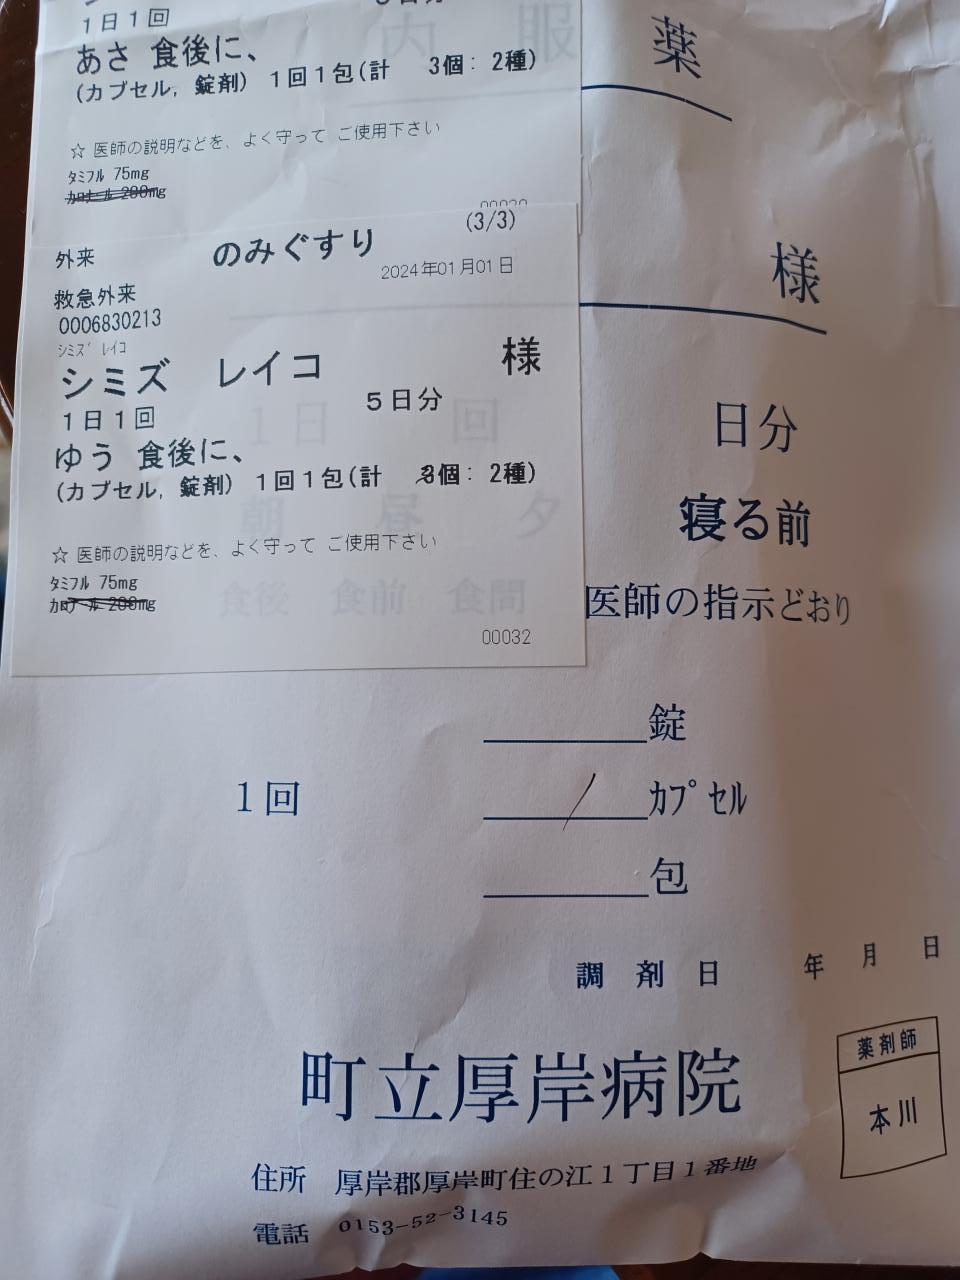 1日1回
あさ 食後に、
(カプセル, 錠剤) 1回1包(計 3個: 2種)
☆ 医師の説明などを、よく守って ご使用下さい
タミフル 75mg
カロナール 200mg
(3/3)
外来 のみぐすり
2024年01月01日
救急外来
0006830213
シミズ レイコ
シミズ レイコ 様
1日1回 5日分
ゆう 食後に、
(カプセル, 錠剤) 1回1包(計 3個: 2種)
☆ 医師の説明などを、よく守って ご使用下さい
タミフル 75mg
カロナール 200mg
00032
内服薬
様
1日 回 日分
朝 昼 夕 寝る前
食後 食前 食間 医師の指示どおり
錠
1回 / カプセル
包
調剤日 年 月 日
町立厚岸病院
薬剤師
本川
住所 厚岸郡厚岸町住の江1丁目1番地
電話 0153-52-3145